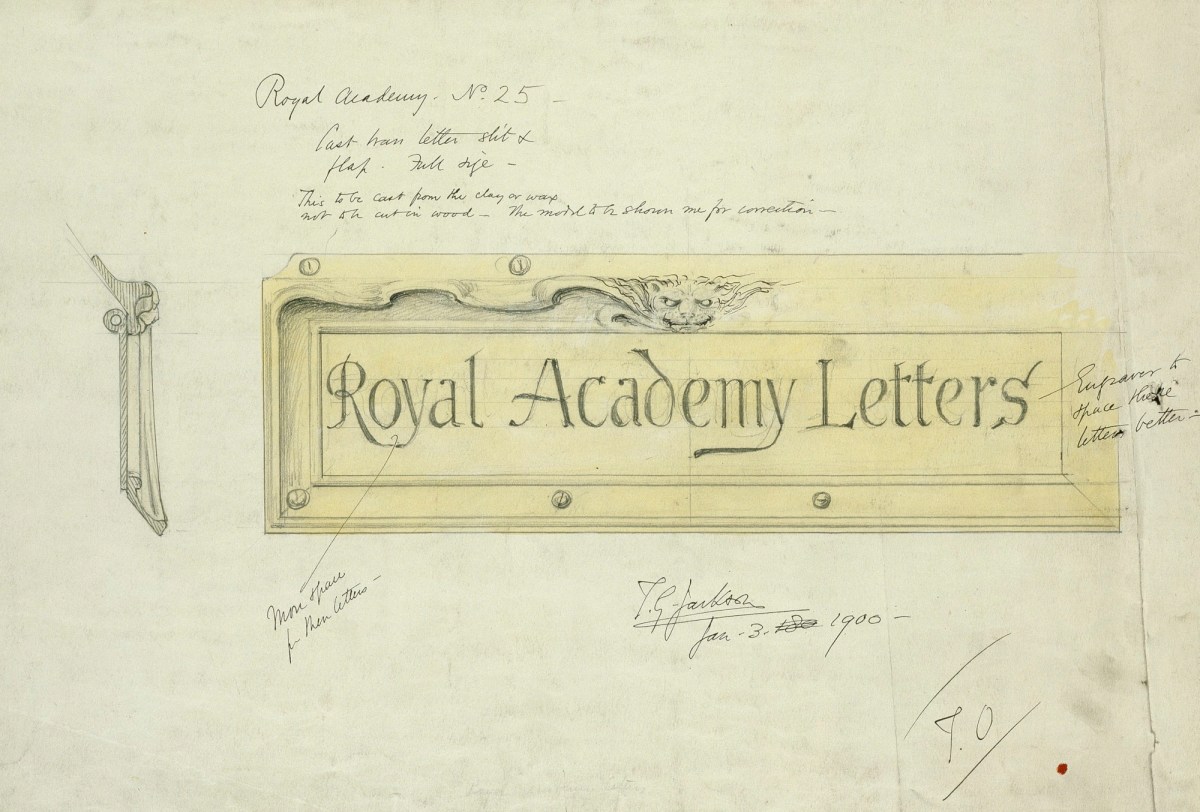 Royal Academy. No. 25 –
Cast brass letter slit &
flap. Full size –
This to be cast from the clay or wax
not to be cut in wood – The model to be shown me for correction –
Royal Academy Letters
Engraver to
space these
letters better –
More space
for these letters –
T. G. Jackson
Jan – 3 – 1900 –
T. O